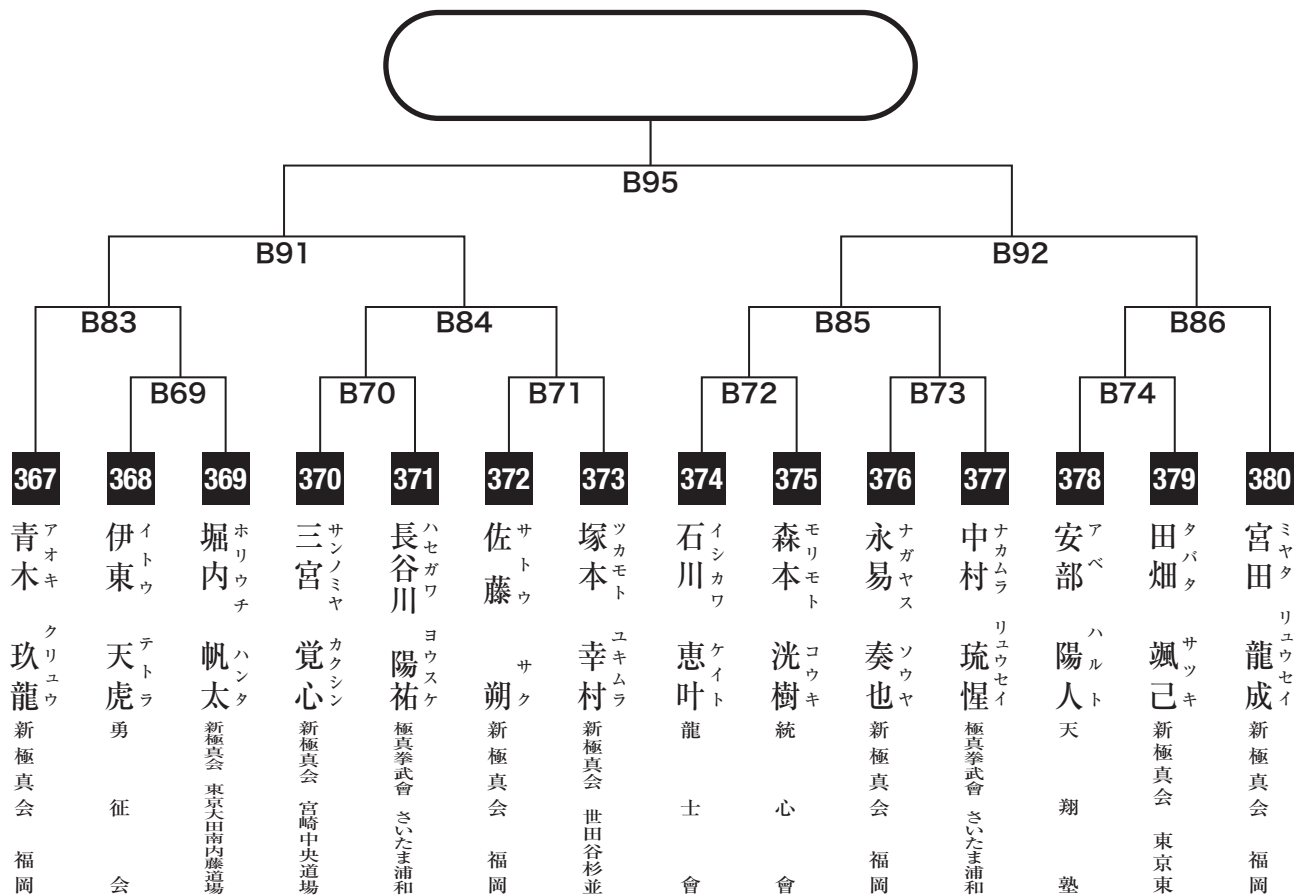 B95
B91
B92
B83
B84
B85
B86
B69
B70
B71
B72
B73
B74
367
368
369
370
371
372
373
374
375
376
377
378
379
380
青木 玖龍
アオキ クリュウ
新極真会 福岡
伊東 天虎
イトウ テトラ
勇征会
堀内 帆太
ホリウチ ハンタ
新極真会 東京大田南内藤道場
三宮 覚心
サンノミヤ カクシン
新極真会 宮崎中央道場
長谷川 陽祐
ハセガワ ヨウスケ
極真拳武會 さいたま浦和
佐藤 朔
サトウ サク
新極真会 福岡
塚本 幸村
ツカモト ユキムラ
新極真会 世田谷杉並
石川 恵叶
イシカワ ケイト
龍士會
森本 洸樹
モリモト コウキ
統心會
永易 奏也
ナガヤス ソウヤ
新極真会 福岡
中村 琉惺
ナカムラ リュウセイ
極真拳武會 さいたま浦和
安部 陽人
アベ ハルト
天翔塾
田畑 颯己
タバタ サツキ
新極真会 東京東
宮田 龍成
ミヤタ リュウセイ
新極真会 福岡